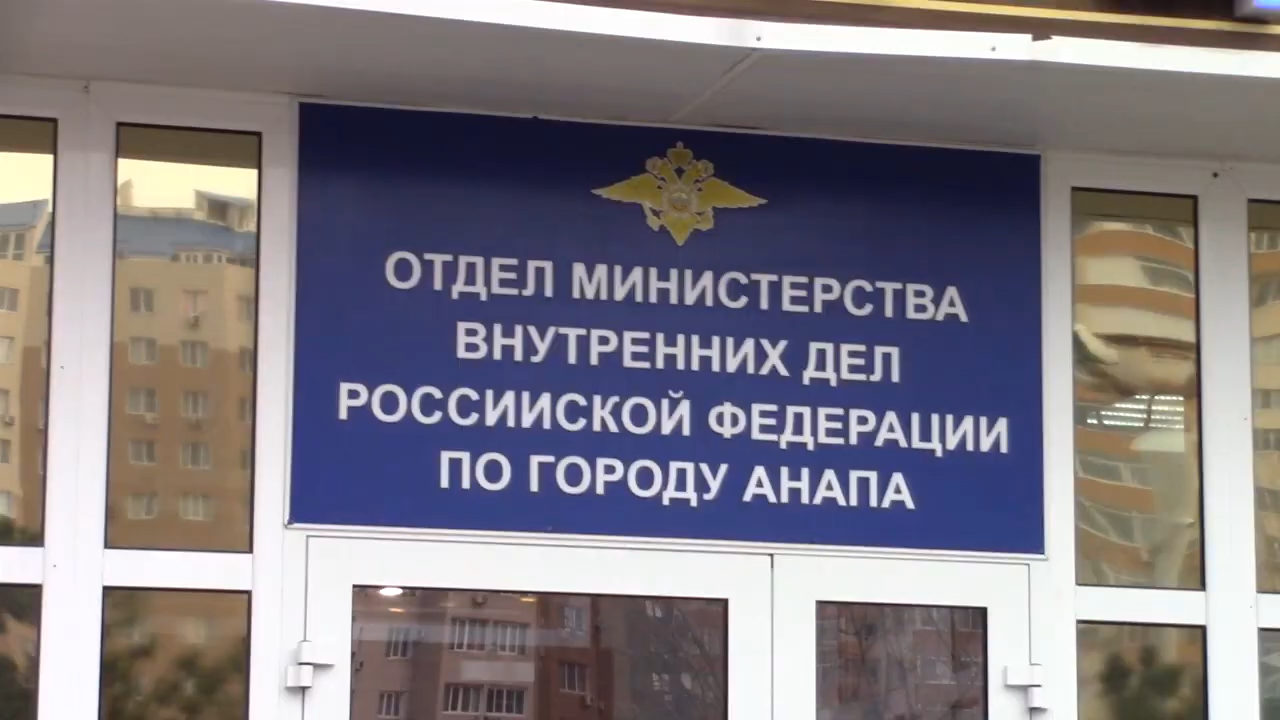 ОТДЕЛ МИНИСТЕРСТВА
ВНУТРЕННИХ ДЕЛ
РОССИИСКОЙ ФЕДЕРАЦИИ
ПО ГОРОДУ АНАПА